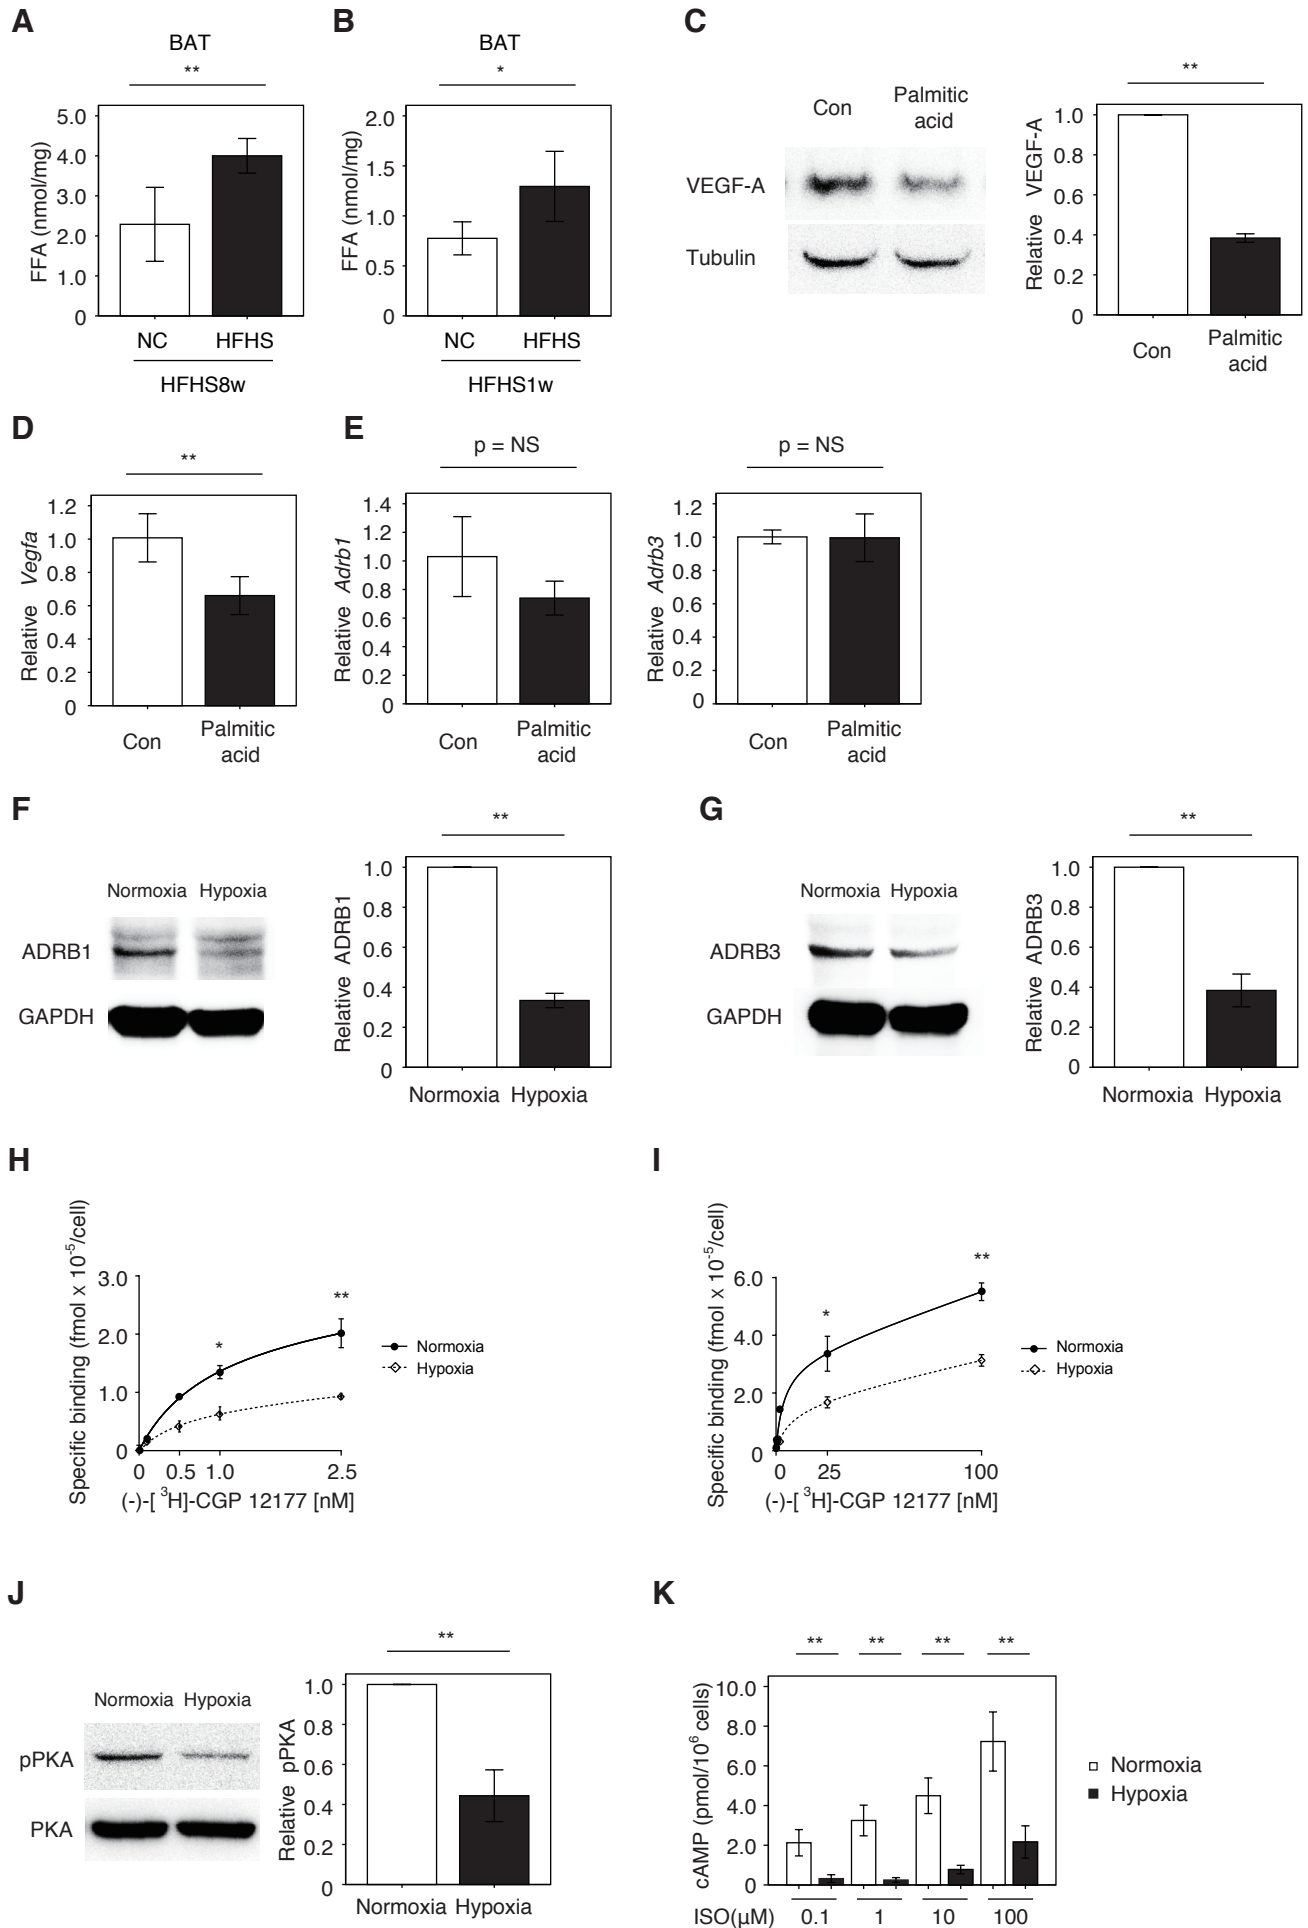 A
BAT
**
FFA (nmol/mg)
5.0
4.0
3.0
2.0
1.0
0
NC HFHS
HFHS8w
B
BAT
*
FFA (nmol/mg)
2.0
1.5
1.0
0.5
0
NC HFHS
HFHS1w
C
Con Palmitic acid
VEGF-A
Tubulin
**
Relative VEGF-A
1.0
0.8
0.6
0.4
0.2
0
Con Palmitic acid
D
**
Relative Vegfa
1.2
1.0
0.8
0.6
0.4
0.2
0
Con Palmitic acid
E
p = NS
Relative Adrb1
1.4
1.2
1.0
0.8
0.6
0.4
0.2
0
Con Palmitic acid
p = NS
Relative Adrb3
1.2
1.0
0.8
0.6
0.4
0.2
0
Con Palmitic acid
F
Normoxia Hypoxia
ADRB1
GAPDH
**
Relative ADRB1
1.0
0.8
0.6
0.4
0.2
0
Normoxia Hypoxia
G
Normoxia Hypoxia
ADRB3
GAPDH
**
Relative ADRB3
1.0
0.8
0.6
0.4
0.2
0
Normoxia Hypoxia
H
Specific binding (fmol x 10-5/cell)
3.0
2.0
1.0
0
* **
Normoxia
Hypoxia
0 0.5 1.0 2.5
(-)-[ 3H]-CGP 12177 [nM]
I
Specific binding (fmol x 10-5/cell)
6.0
4.0
2.0
0
* **
Normoxia
Hypoxia
0 25 100
(-)-[ 3H]-CGP 12177 [nM]
J
Normoxia Hypoxia
pPKA
PKA
**
Relative pPKA
1.0
0.8
0.6
0.4
0.2
0
Normoxia Hypoxia
K
** ** ** **
cAMP (pmol/106 cells)
10.0
8.0
6.0
4.0
2.0
0
Normoxia
Hypoxia
ISO(μM) 0.1 1 10 100